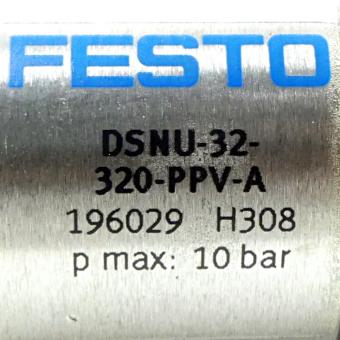 FESTO
DSNU-32-
320-PPV-A
196029 H308
p max: 10 bar